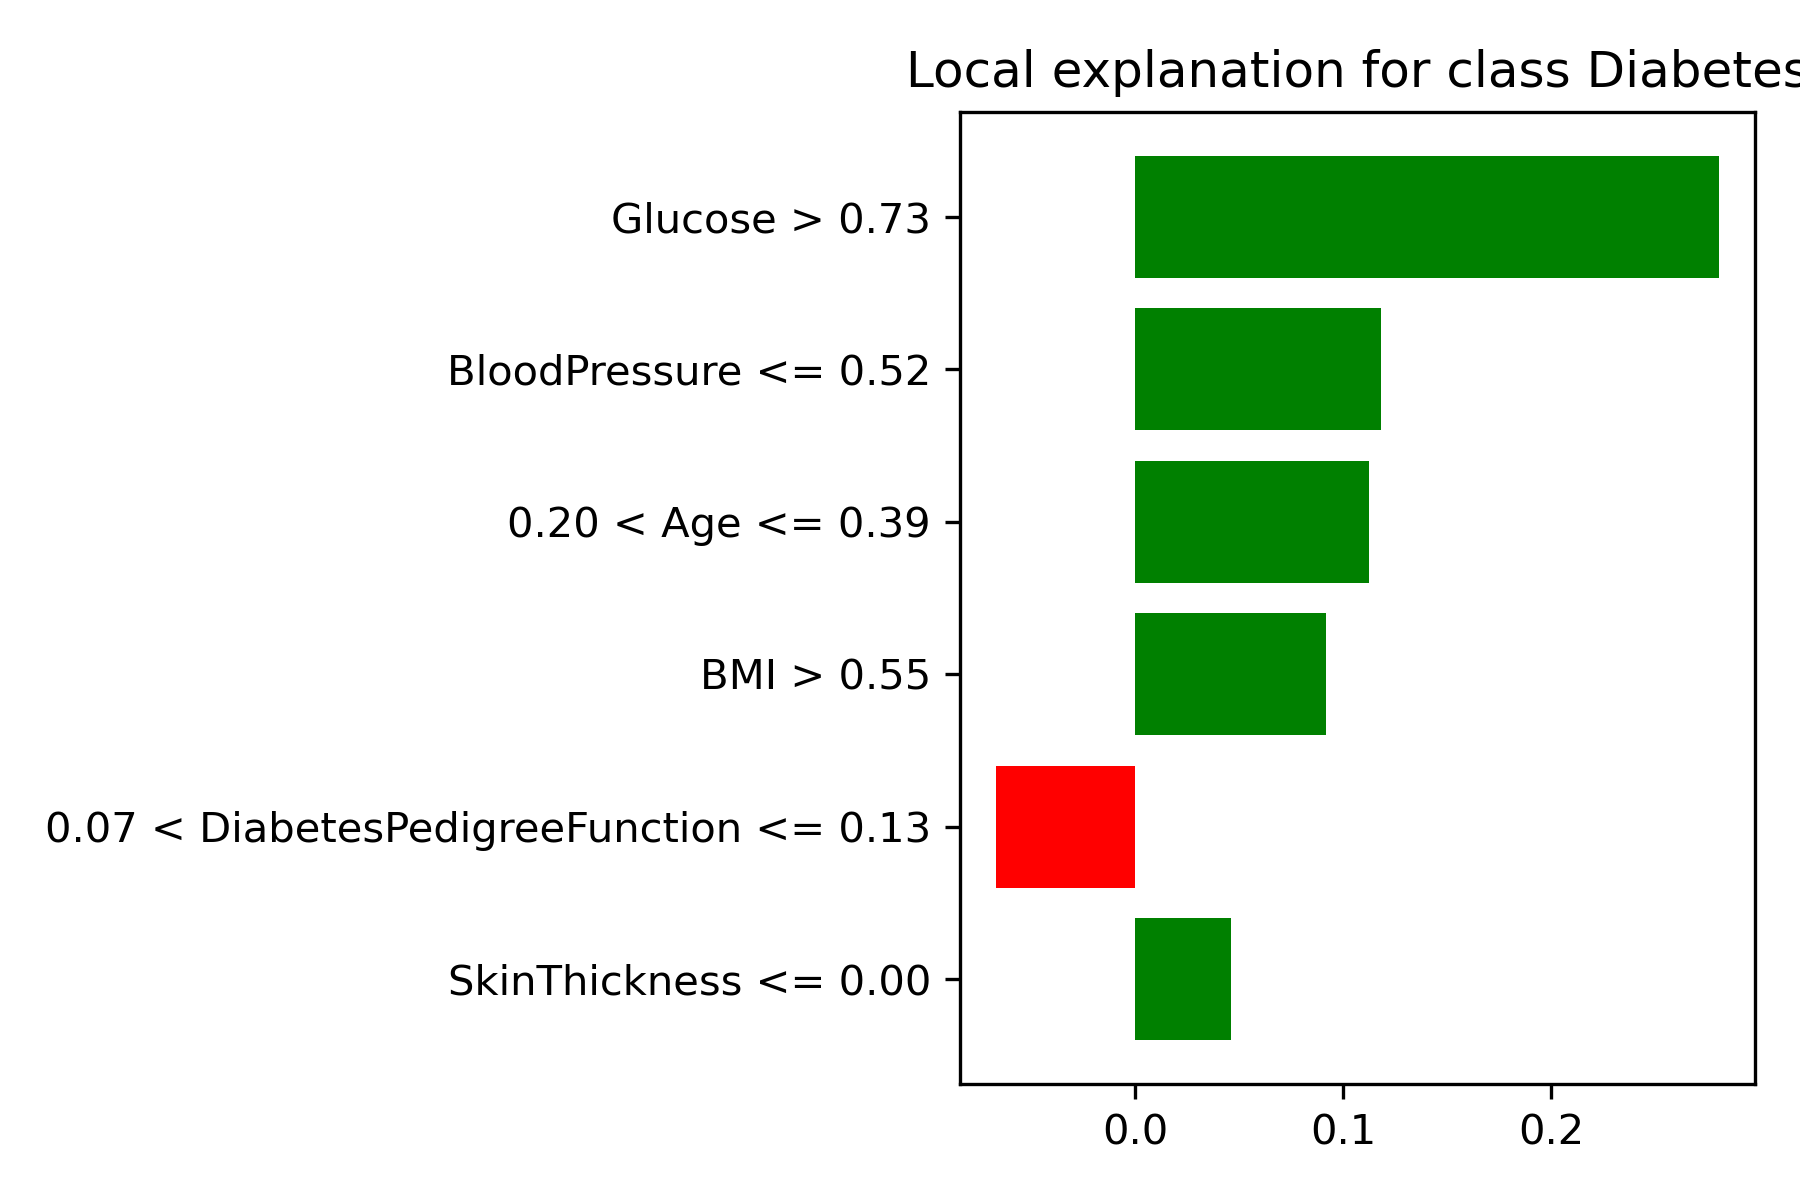 Local explanation for class Diabetes
Glucose > 0.73
BloodPressure <= 0.52
0.20 < Age <= 0.39
BMI > 0.55
0.07 < DiabetesPedigreeFunction <= 0.13
SkinThickness <= 0.00
0.0 0.1 0.2